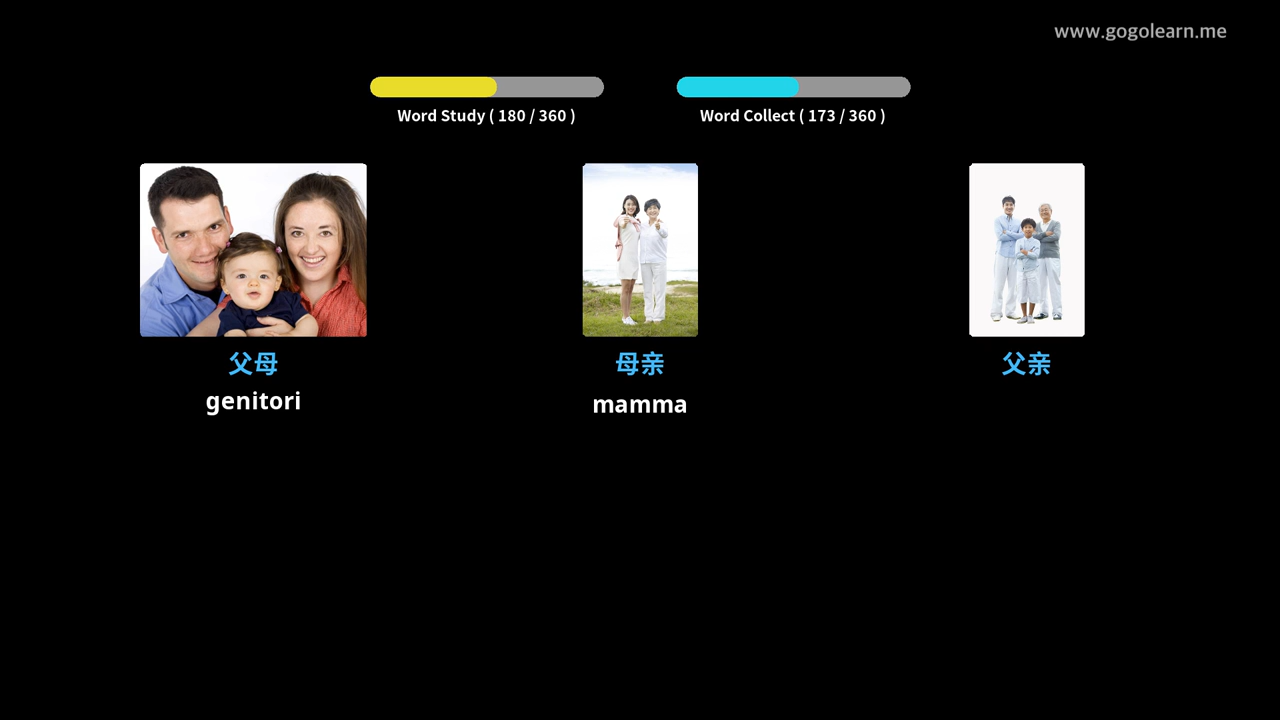 www.gogolearn.me
Word Study ( 180 / 360 )
Word Collect ( 173 / 360 )
父母
母亲
父亲
genitori
mamma